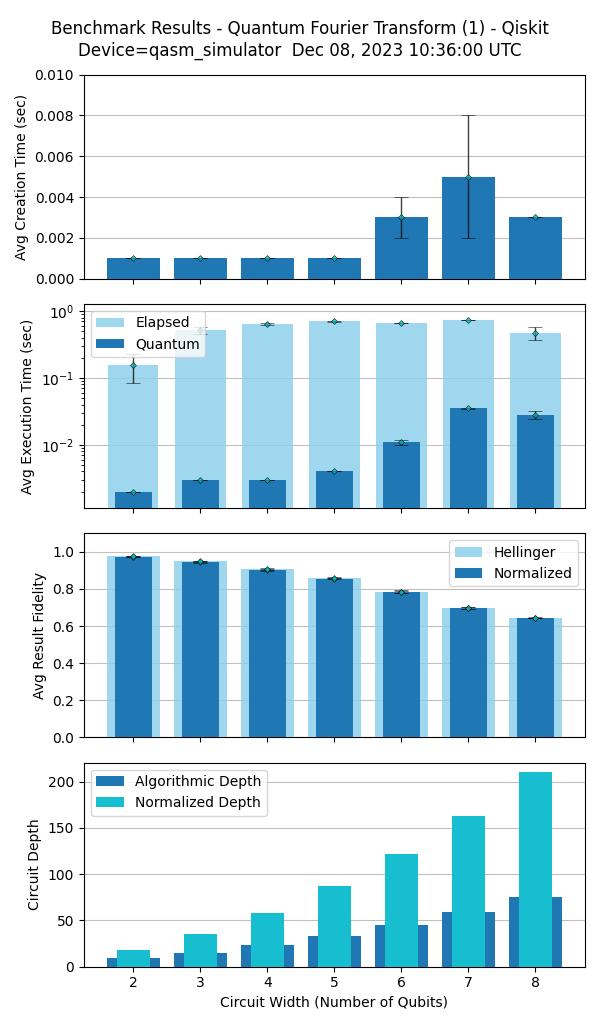 Benchmark Results - Quantum Fourier Transform (1) - Qiskit
Device=qasm_simulator  Dec 08, 2023 10:36:00 UTC
Avg Creation Time (sec)
0.010
0.008
0.006
0.004
0.002
0.000
Avg Execution Time (sec)
10⁰
10⁻¹
10⁻²
Elapsed
Quantum
Avg Result Fidelity
1.0
0.8
0.6
0.4
0.2
0.0
Hellinger
Normalized
Circuit Depth
200
150
100
50
0
Algorithmic Depth
Normalized Depth
2 3 4 5 6 7 8
Circuit Width (Number of Qubits)